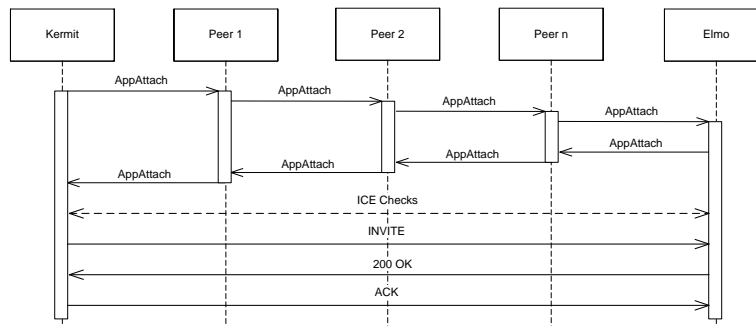 Kermit
Peer 1
Peer 2
Peer n
Elmo
AppAttach
AppAttach
AppAttach
AppAttach
AppAttach
AppAttach
AppAttach
AppAttach
ICE Checks
INVITE
200 OK
ACK